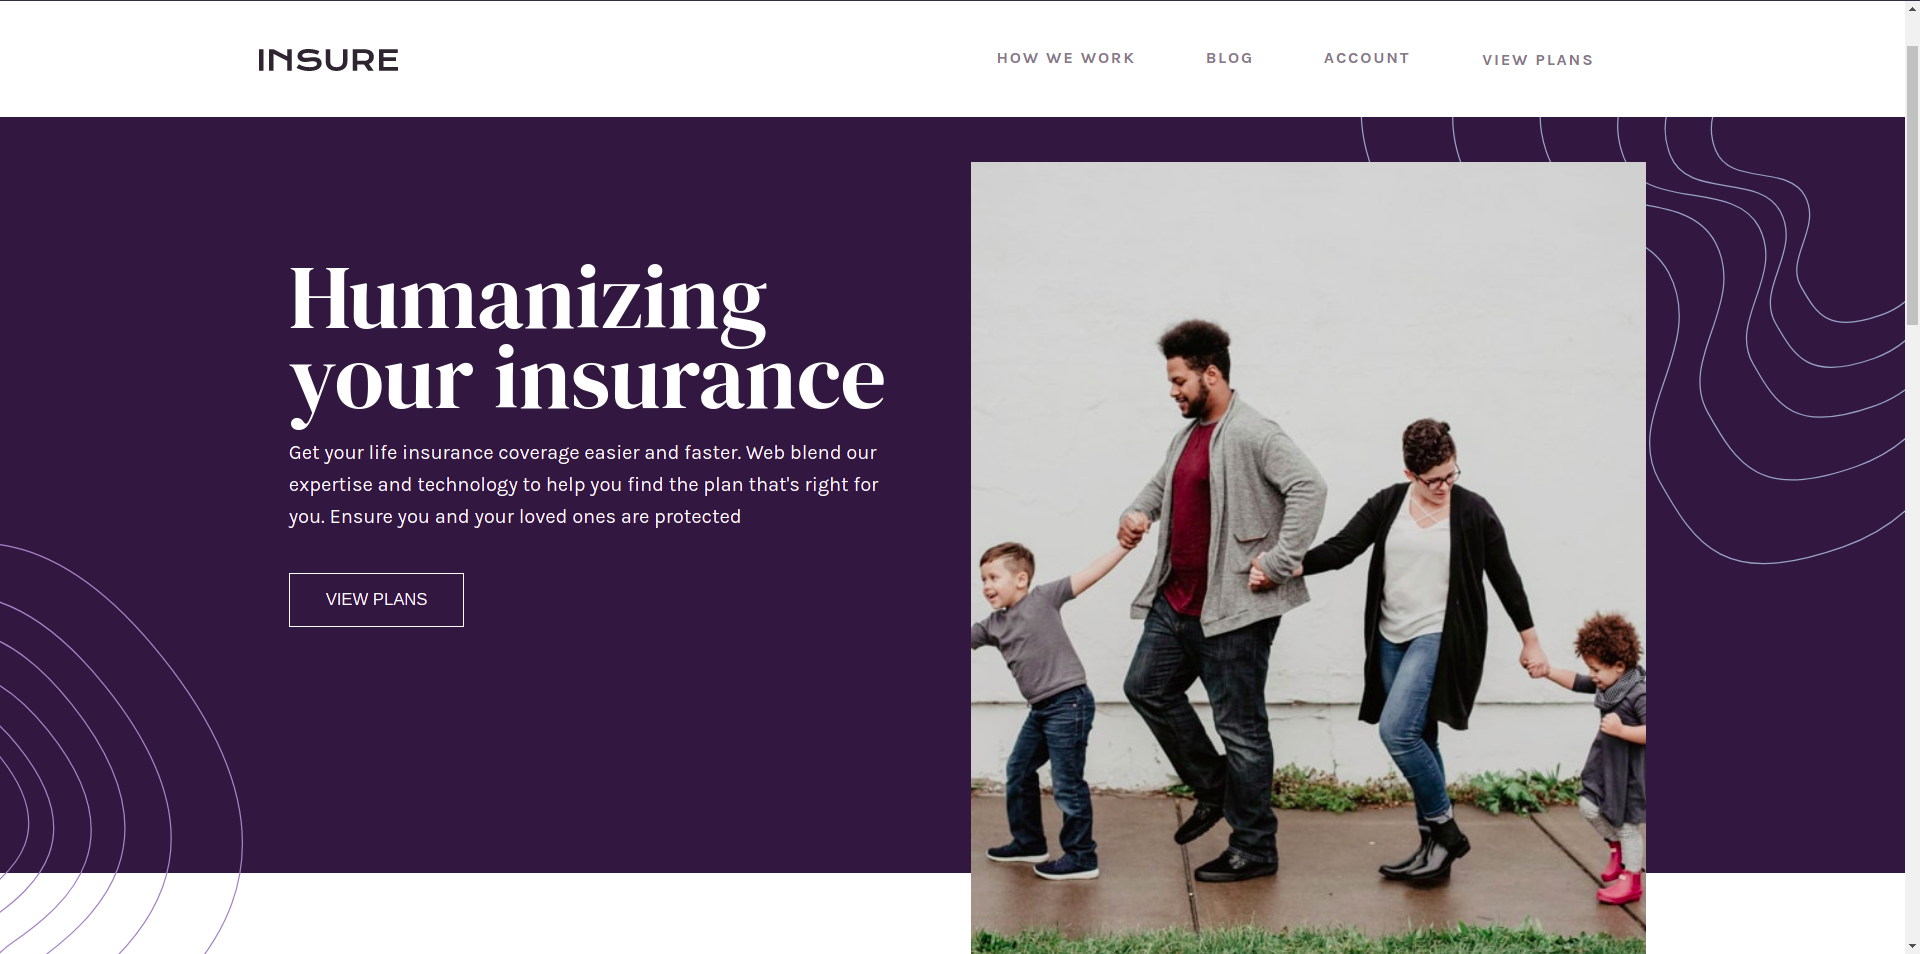 INSURE
HOW WE WORK
BLOG
ACCOUNT
VIEW PLANS
Humanizing
your insurance
Get your life insurance coverage easier and faster. Web blend our
expertise and technology to help you find the plan that's right for
you. Ensure you and your loved ones are protected
VIEW PLANS